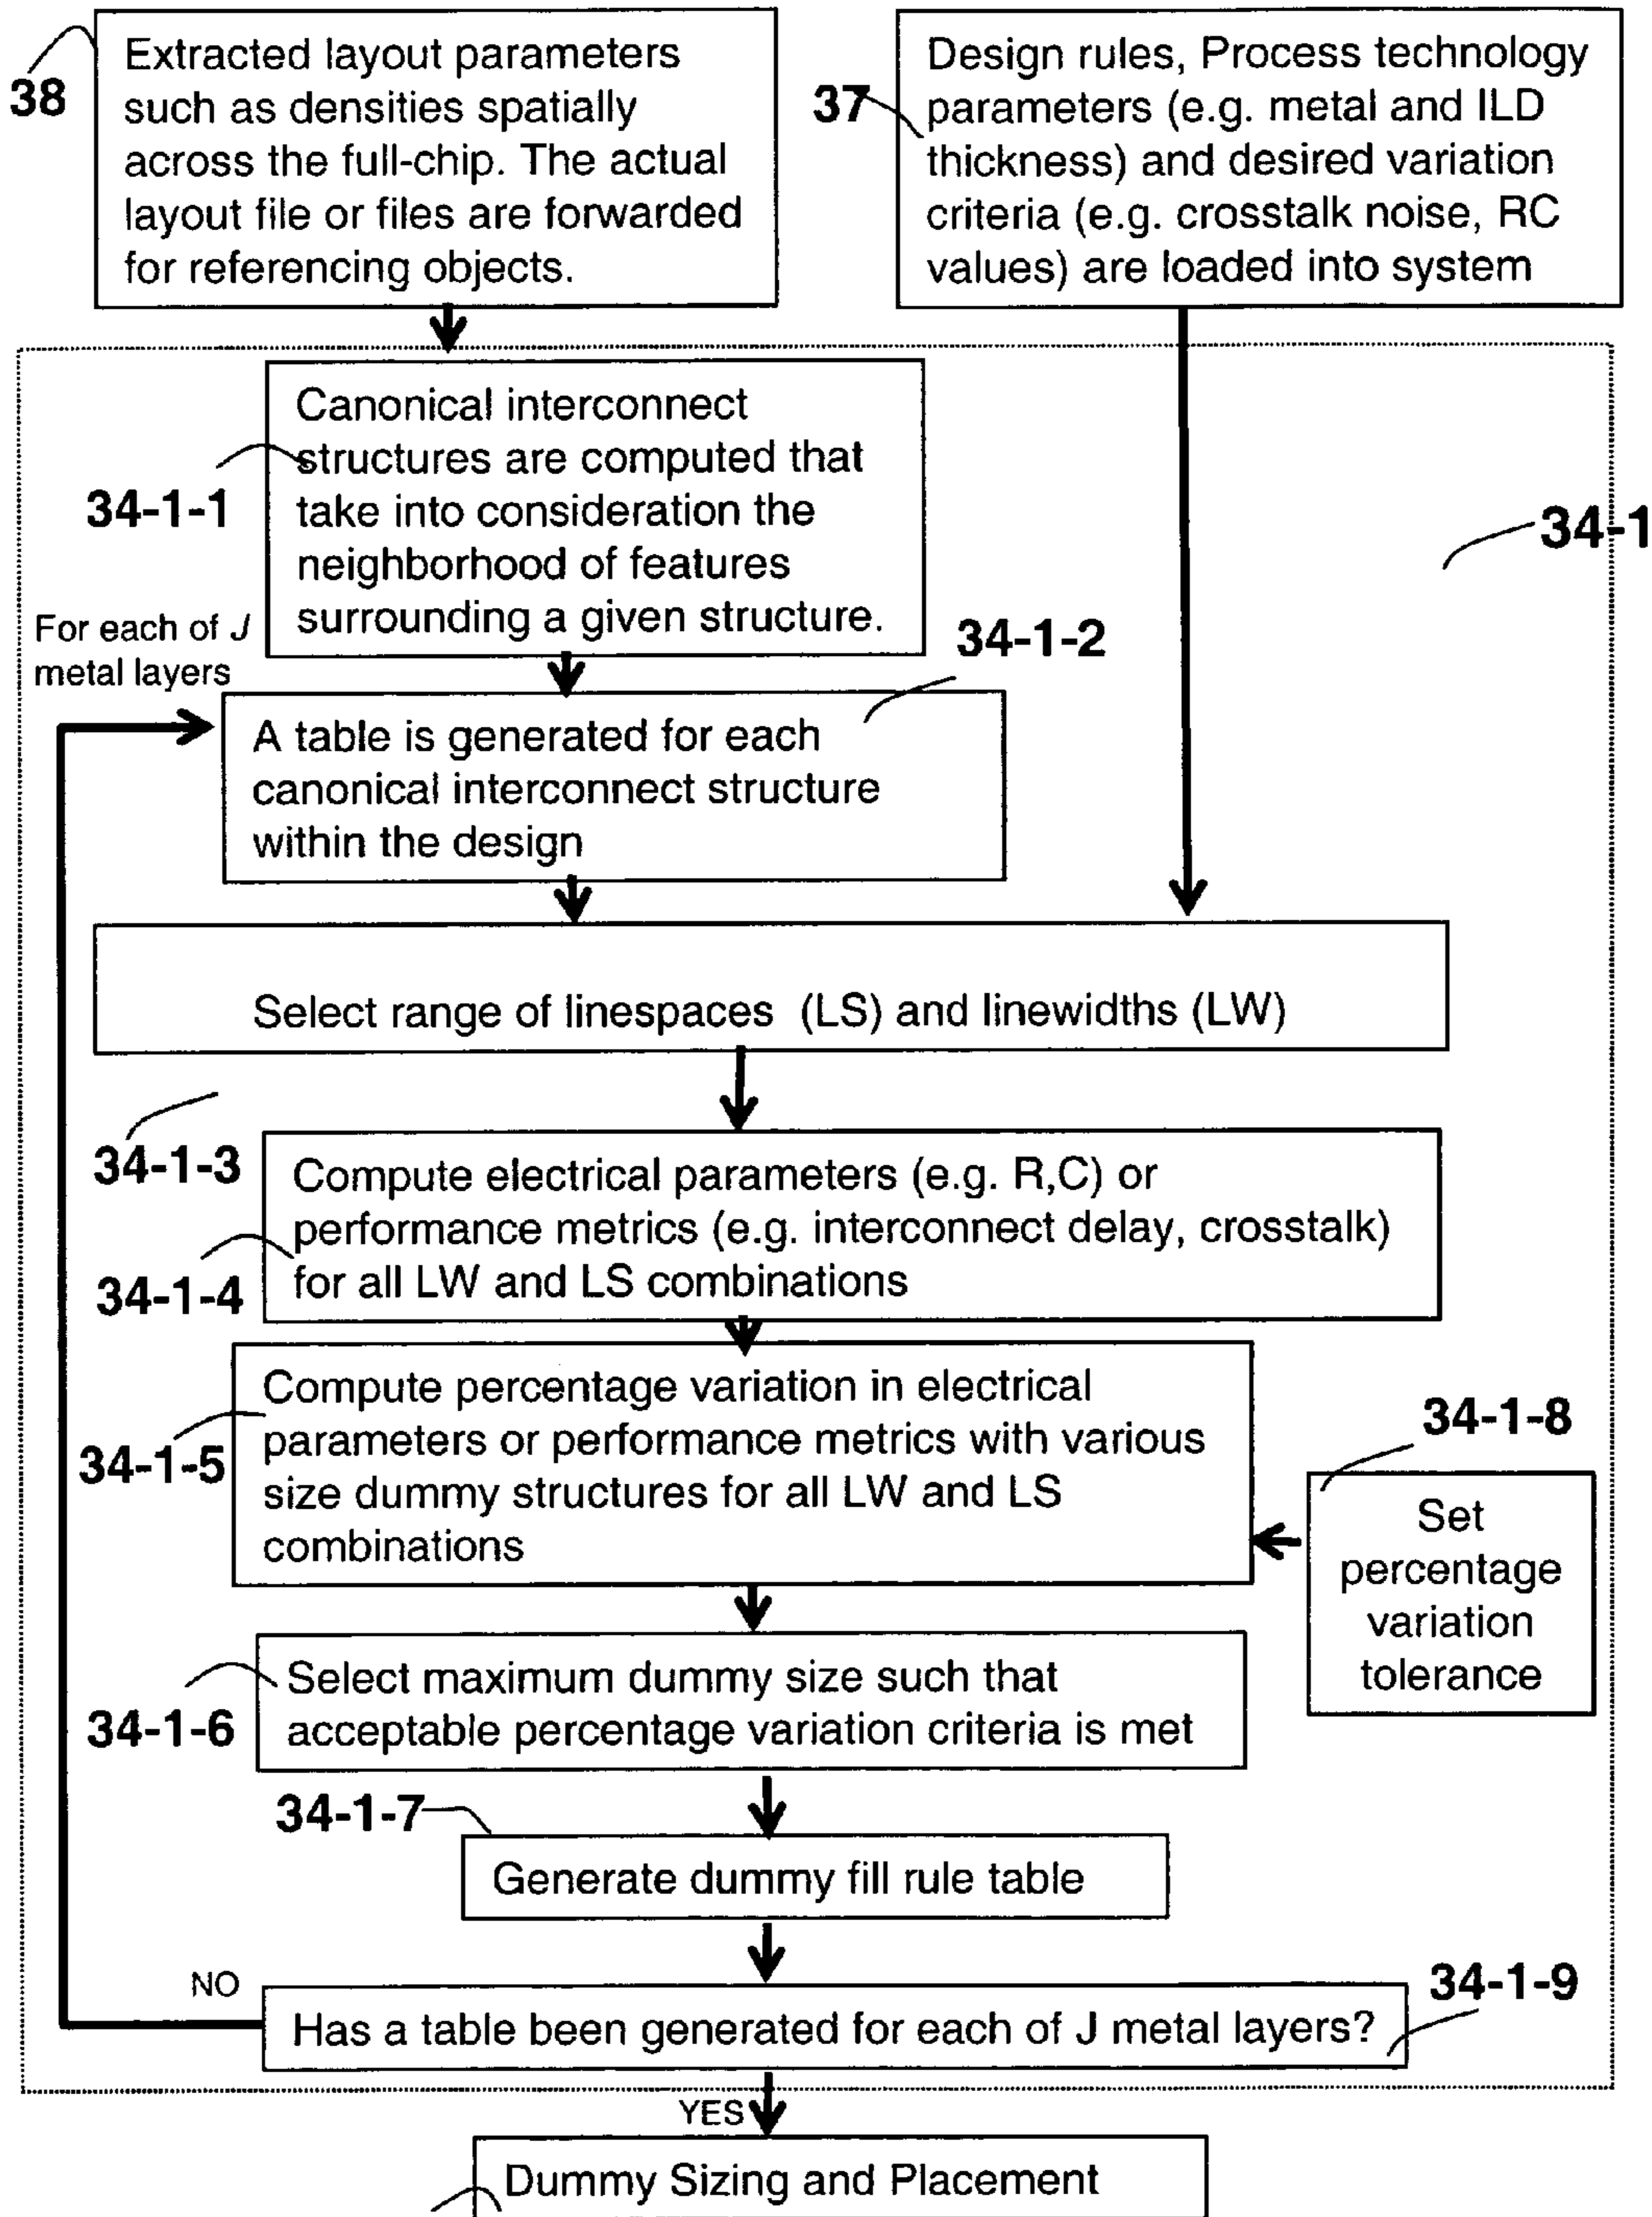 Extracted layout parameters
such as densities spatially
across the full-chip. The actual
layout file or files are forwarded
for referencing objects.
38
Design rules, Process technology
parameters (e.g. metal and ILD
thickness) and desired variation
criteria (e.g. crosstalk noise, RC
values) are loaded into system
37
Canonical interconnect
structures are computed that
take into consideration the
neighborhood of features
surrounding a given structure.
34-1-1
34-1
For each of J
metal layers
34-1-2
A table is generated for each
canonical interconnect structure
within the design
Select range of linespaces (LS) and linewidths (LW)
34-1-3
Compute electrical parameters (e.g. R,C) or
performance metrics (e.g. interconnect delay, crosstalk)
for all LW and LS combinations
34-1-4
Compute percentage variation in electrical
parameters or performance metrics with various
size dummy structures for all LW and LS
combinations
34-1-5
34-1-8
Set
percentage
variation
tolerance
Select maximum dummy size such that
acceptable percentage variation criteria is met
34-1-6
34-1-7
Generate dummy fill rule table
NO
34-1-9
Has a table been generated for each of J metal layers?
YES
Dummy Sizing and Placement